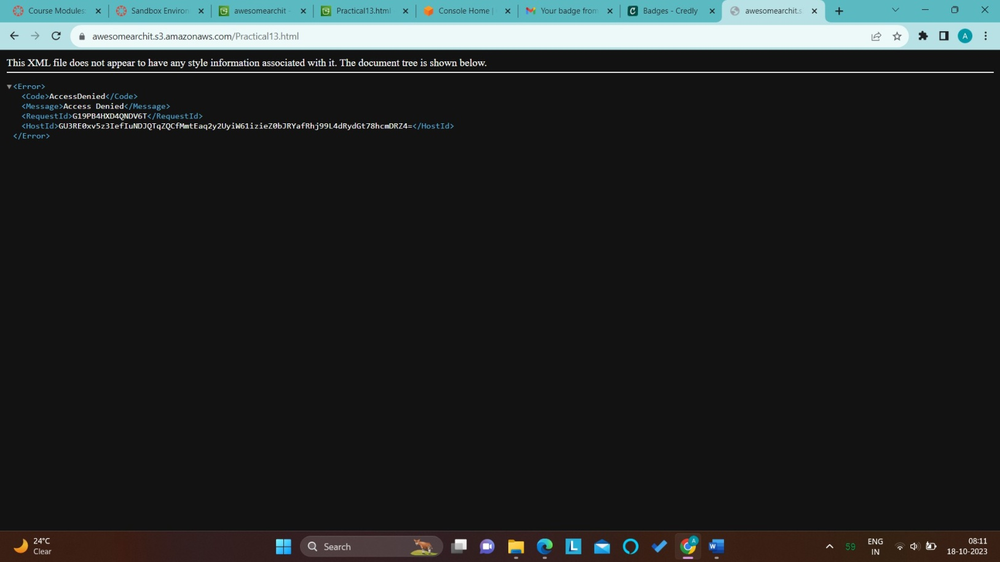 Course Modules:
Sandbox Environ
awesomearchit -
Practical13.html
Console Home |
Your badge from
Badges - Credly
awesomearchit.s
awesomearchit.s3.amazonaws.com/Practical13.html
A
This XML file does not appear to have any style information associated with it. The document tree is shown below.
▼<Error>
<Code>AccessDenied</Code>
<Message>Access Denied</Message>
<RequestId>G19PB4HXD4QNDV6T</RequestId>
<HostId>GU3RE0xv5z3IefIuNDJQTqZQCfMmtEaq2y2UyiW61izieZ0bJRYafRhj99L4dRydGt78hcmDRZ4=</HostId>
</Error>
24°C
Clear
Search
L
A
W
59
ENG
IN
08:11
18-10-2023